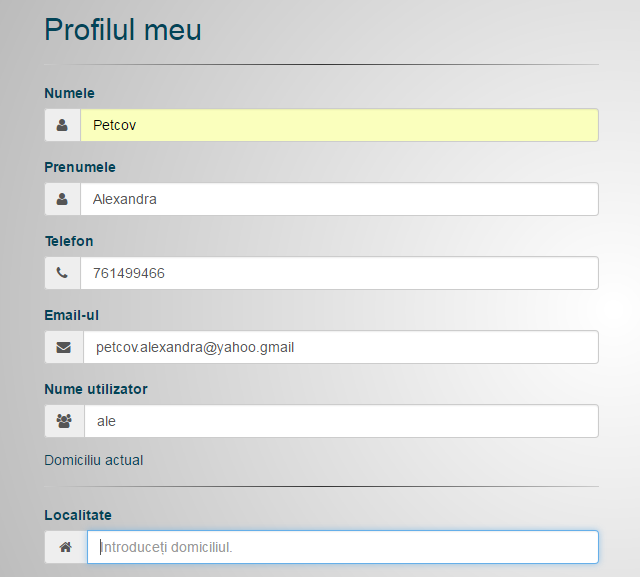 Profilul meu
Numele
Petcov
Prenumele
Alexandra
Telefon
761499466
Email-ul
petcov.alexandra@yahoo.gmail
Nume utilizator
ale
Domiciliu actual
Localitate
Introduceți domiciliul.